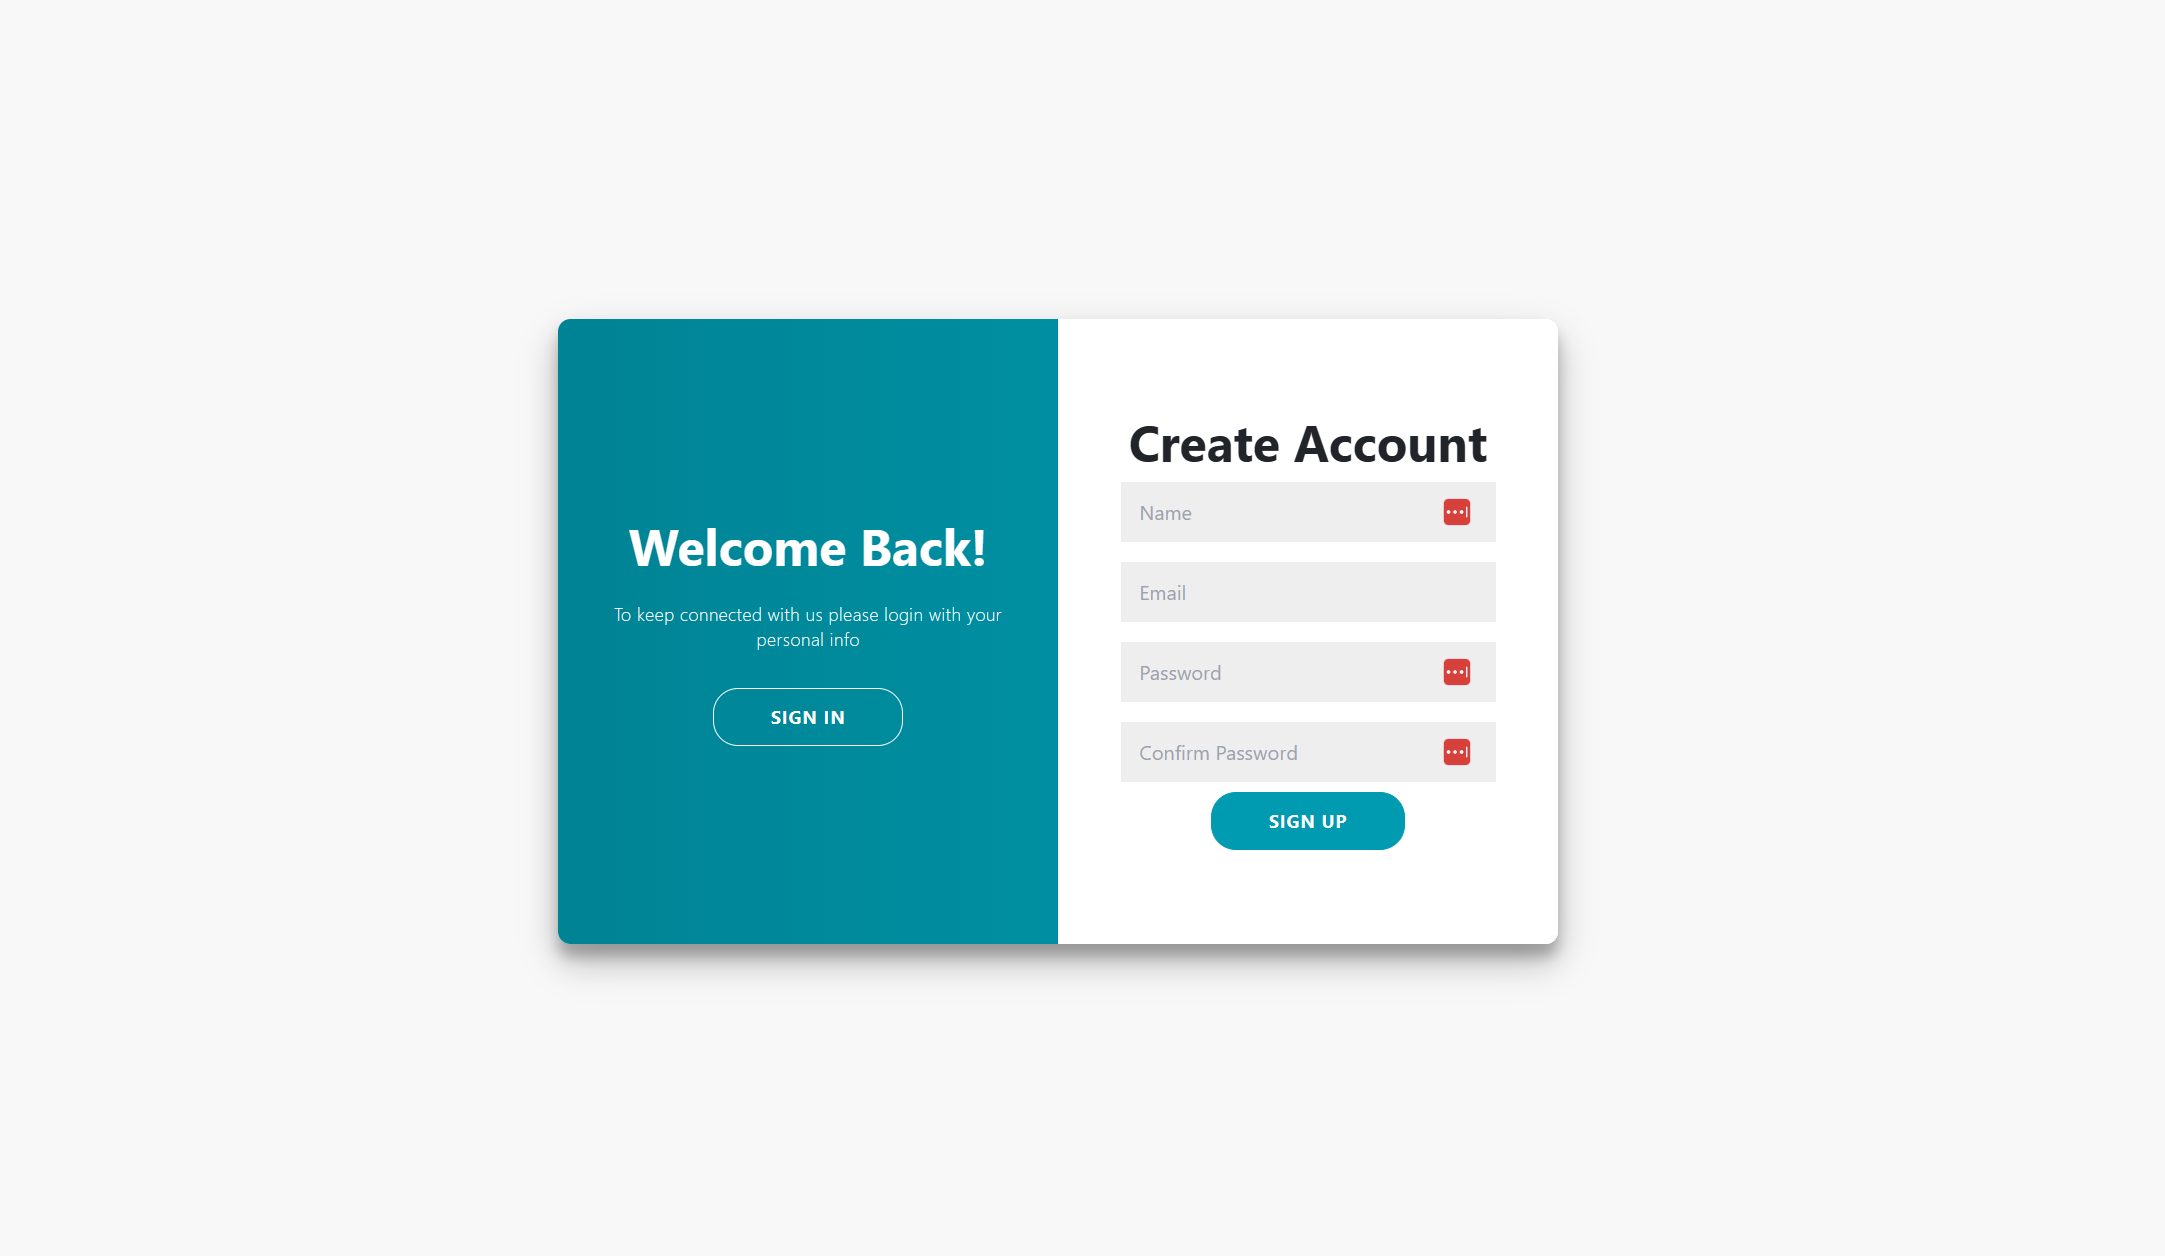 Welcome Back!
To keep connected with us please login with your
personal info
SIGN IN
Create Account
Name
Email
Password
Confirm Password
SIGN UP